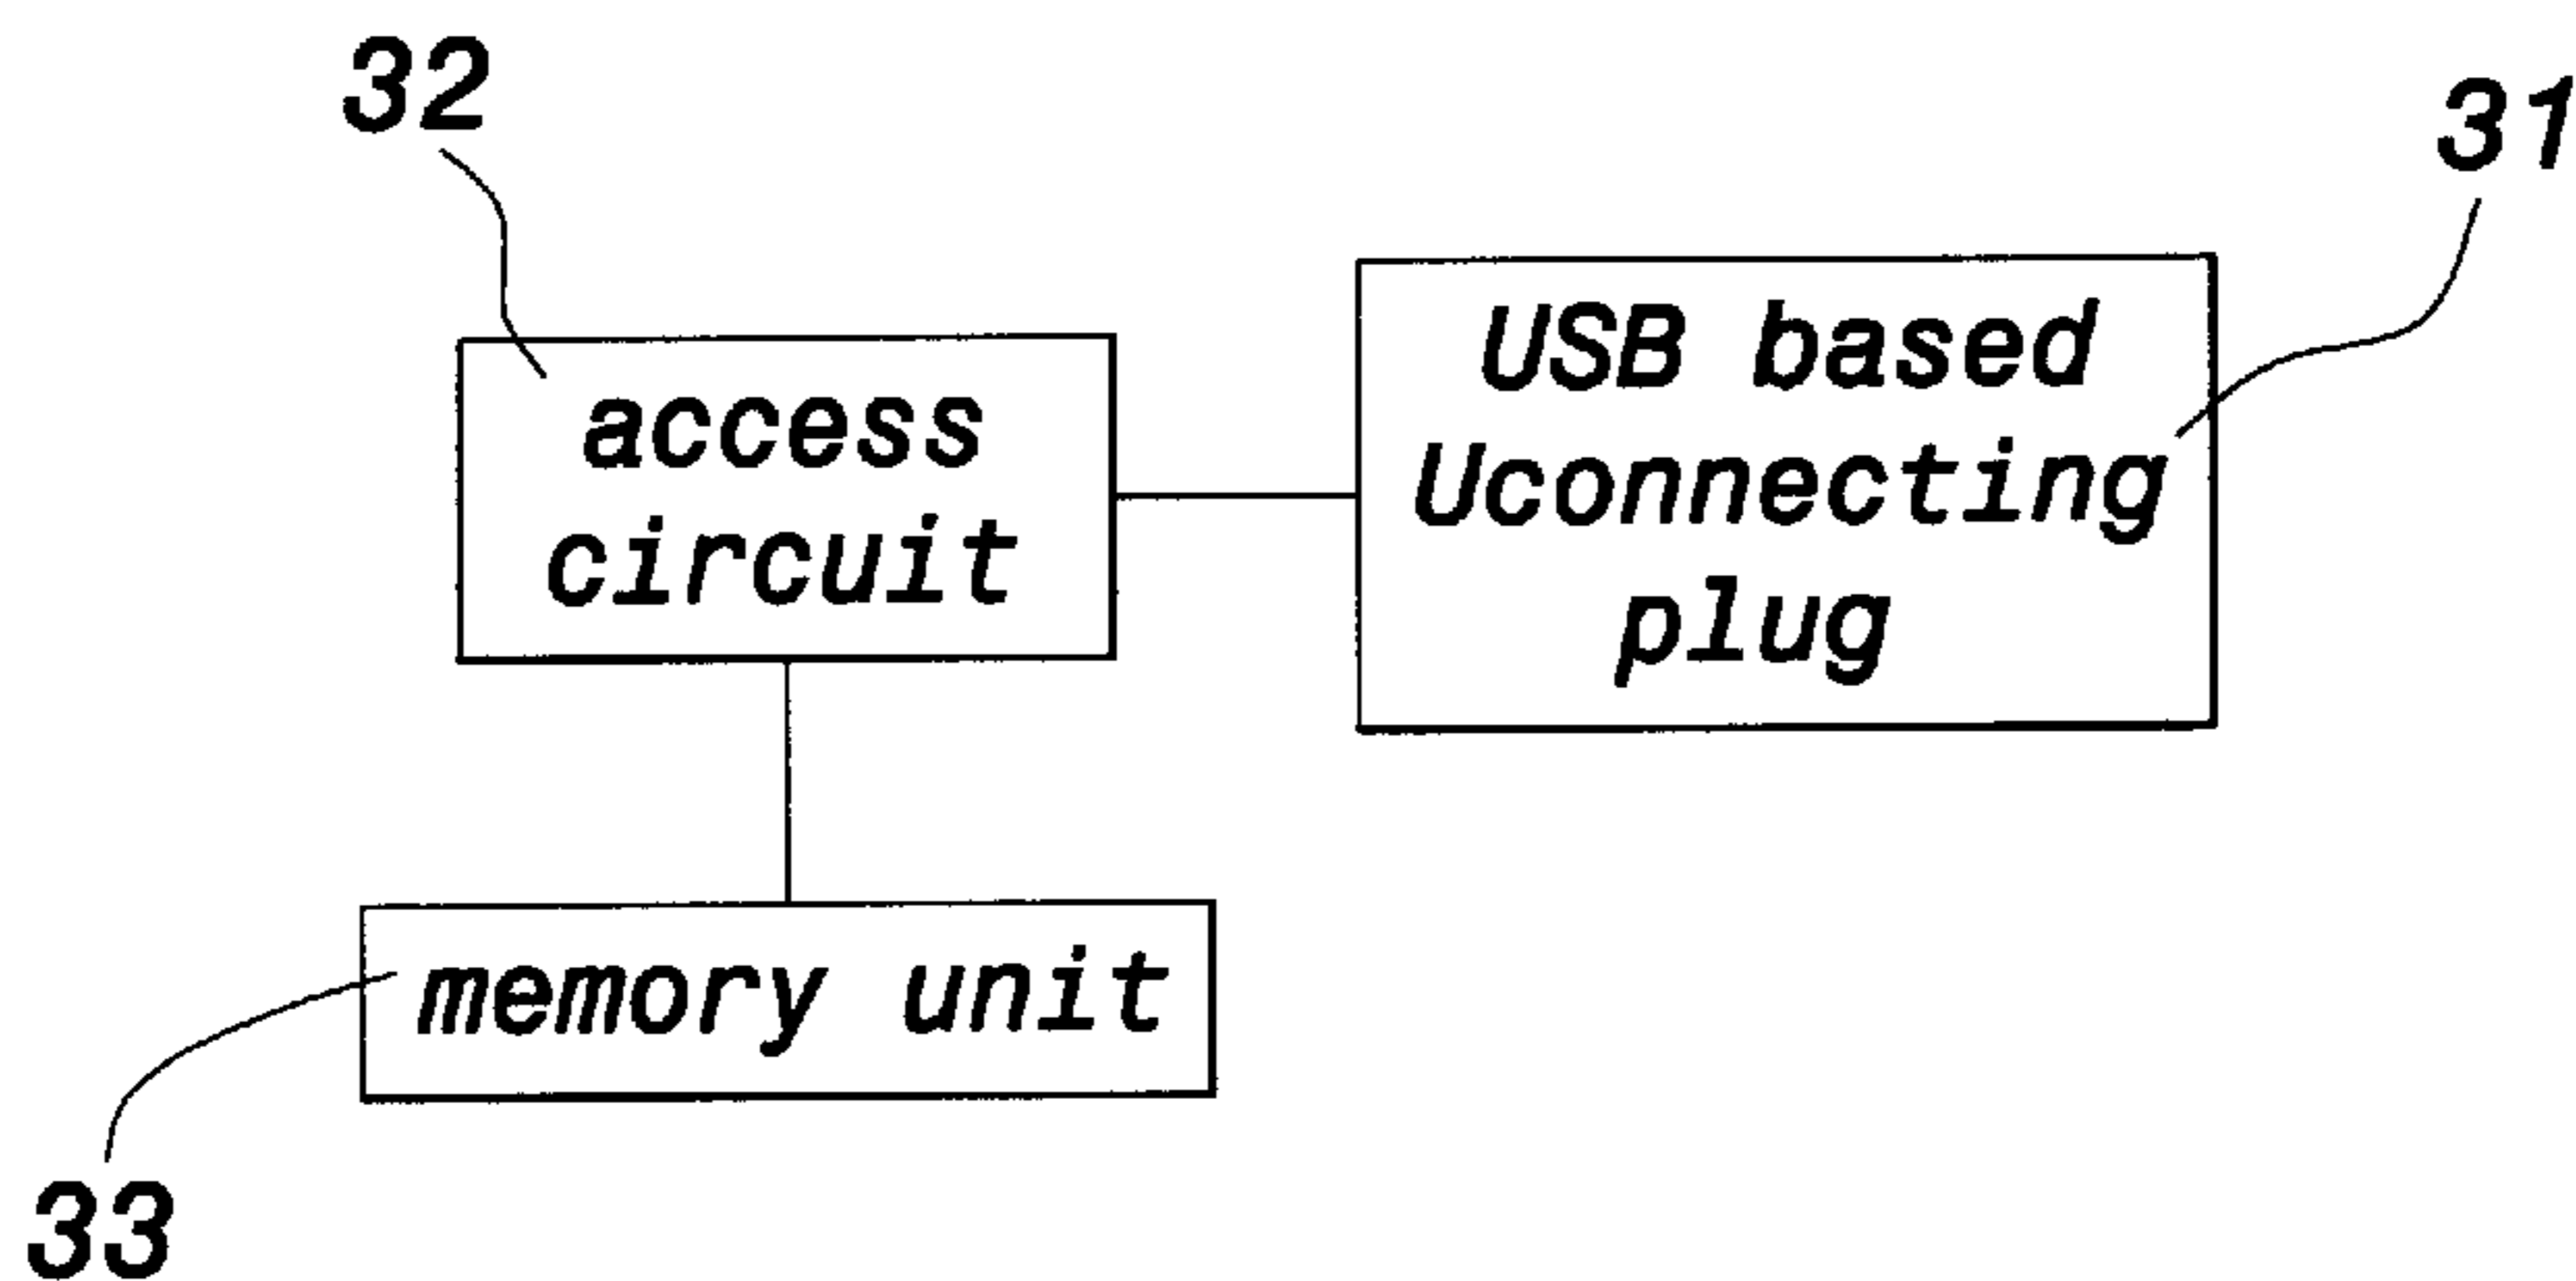 32
31
access
circuit
USB based
Uconnecting
plug
memory unit
33